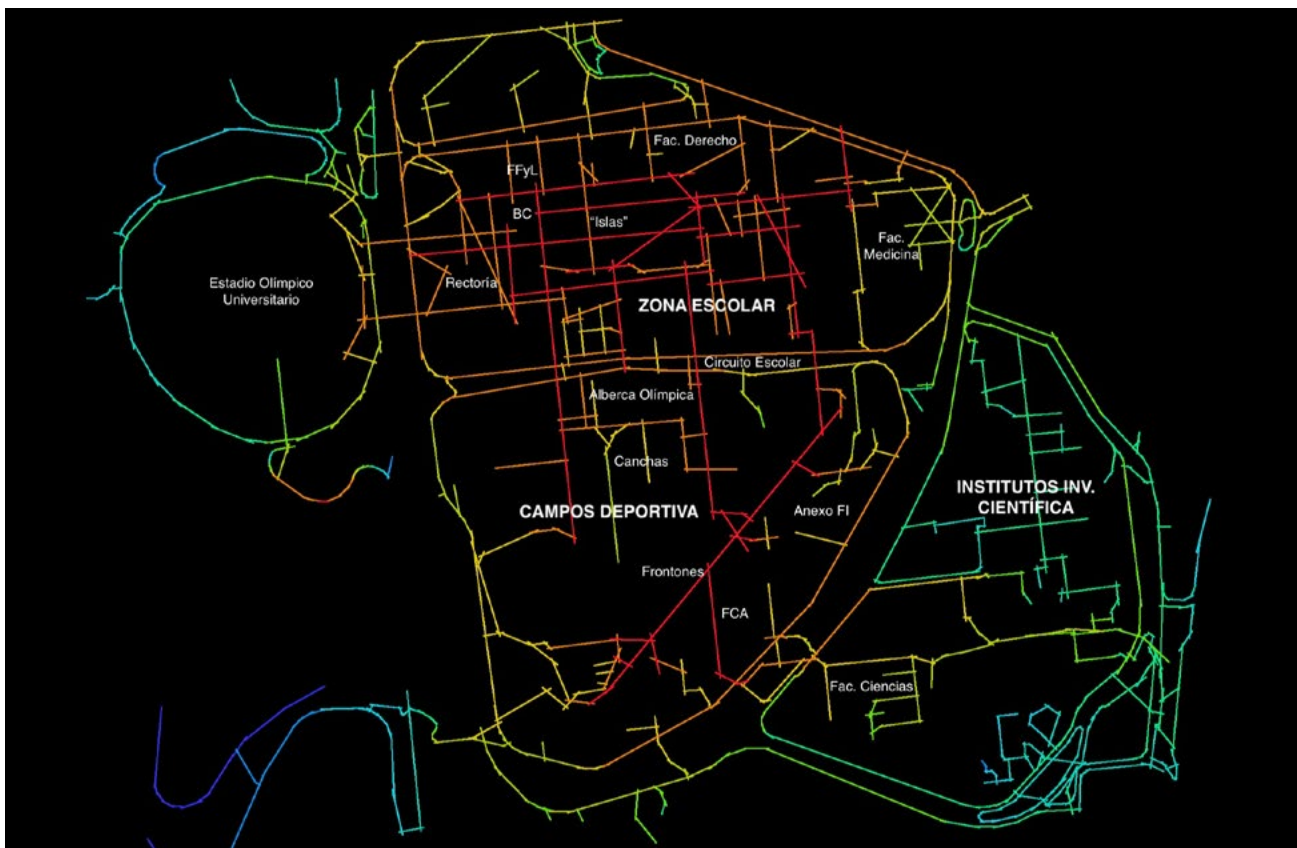 Fac. Derecho
FFyL
BC
"Islas"
Fac.
Medicina
Estadio Olímpico
Universitario
Rectoría
ZONA ESCOLAR
Circuito Escolar
Alberca Olímpica
Canchas
INSTITUTOS INV.
CIENTÍFICA
CAMPOS DEPORTIVA
Anexo FI
Frontones
FCA
Fac. Ciencias